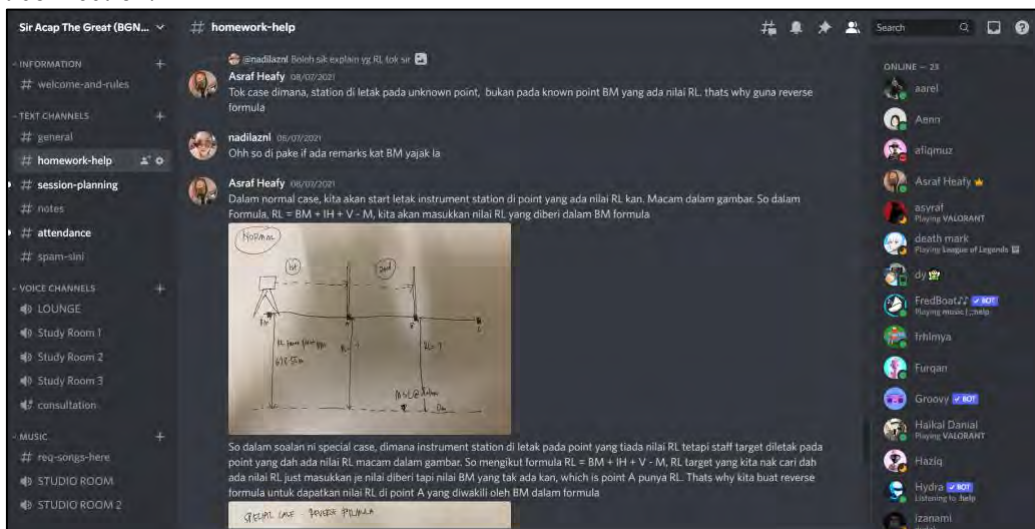 Sir Acap The Great (BGN...
# homework-help
Search
INFORMATION
# welcome-and-rules
TEXT CHANNELS
# general
# homework-help
# session-planning
# notes
# attendance
# spam-sini
VOICE CHANNELS
LOUNGE
Study Room 1
Study Room 2
Study Room 3
consultation
MUSIC
# req-songs-here
STUDIO ROOM
STUDIO ROOM 2
@nadilaznl Boleh sik explain yg RL tok sir
Asraf Heafy 08/07/2021
Tok case dimana, station di letak pada unknown point, bukan pada known point BM yang ada nilai RL. thats why guna reverse
formula
nadilaznl 08/07/2021
Ohh so di pake if ada remarks kat BM yajak la
Asraf Heafy 08/07/2021
Dalam normal case, kita akan start letak instrument station di point yang ada nilai RL kan. Macam dalam gambar. So dalam
Formula, RL = BM + IH + V - M, kita akan masukkan nilai RL yang diberi dalam BM formula
NORMAL
1st
2nd
So dalam soalan ni special case, dimana instrument station di letak pada point yang tiada nilai RL tetapi staff target diletak pada
point yang dah ada nilai RL macam dalam gambar. So mengikut formula RL = BM + IH + V - M, RL target yang kita nak cari dah
ada nilai RL just masukkan je nilai diberi tapi nilai BM yang tak ada kan, which is point A punya RL. Thats why kita buat reverse
formula untuk dapatkan nilai RL di point A yang diwakili oleh BM dalam formula
SPECIAL CASE - REVERSE FORMULA
ONLINE — 23
aarel
Aenn
afiqmuz
Asraf Heafy
asyraf
Playing VALORANT
death mark
Playing League of Legends
dy
FredBoat♪♪ BOT
Playing music | ;;help
frhlmya
Furqan
Groovy BOT
Haikal Danial
Playing VALORANT
Haziq
Hydra BOT
Listening to .help
izanami